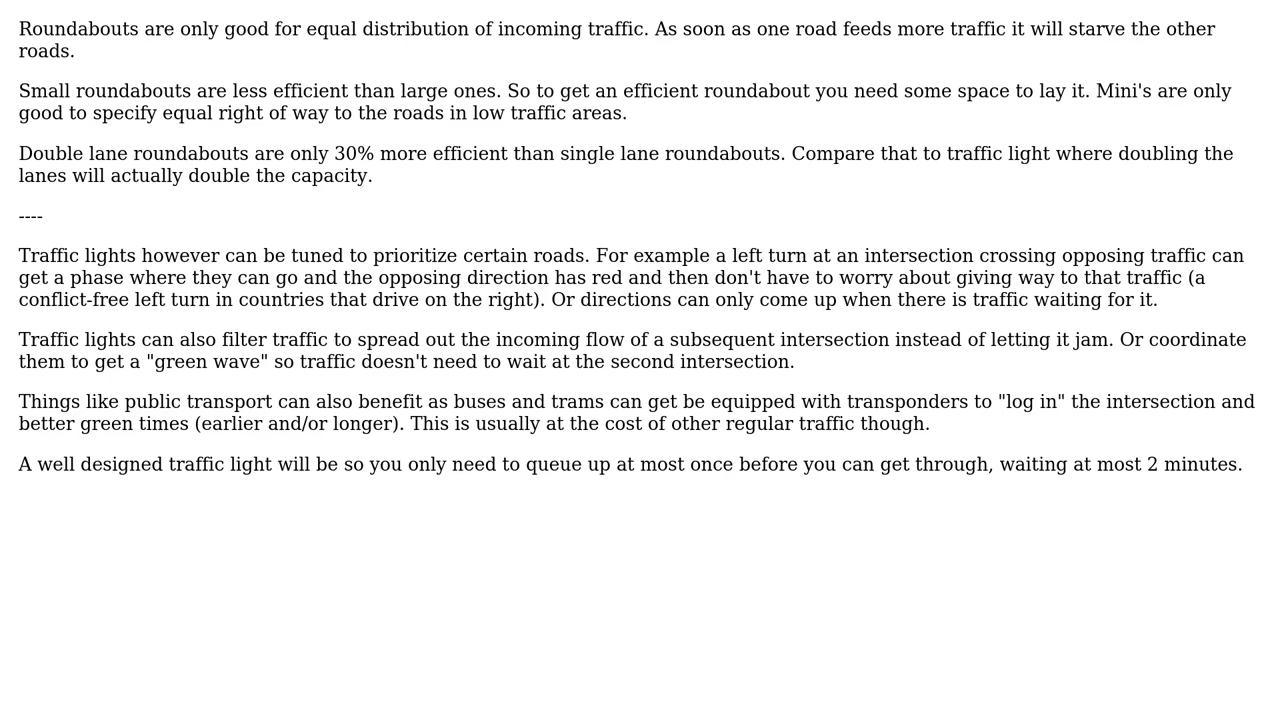 Roundabouts are only good for equal distribution of incoming traffic. As soon as one road feeds more traffic it will starve the other
roads.
Small roundabouts are less efficient than large ones. So to get an efficient roundabout you need some space to lay it. Mini's are only
good to specify equal right of way to the roads in low traffic areas.
Double lane roundabouts are only 30% more efficient than single lane roundabouts. Compare that to traffic light where doubling the
lanes will actually double the capacity.
----
Traffic lights however can be tuned to prioritize certain roads. For example a left turn at an intersection crossing opposing traffic can
get a phase where they can go and the opposing direction has red and then don't have to worry about giving way to that traffic (a
conflict-free left turn in countries that drive on the right). Or directions can only come up when there is traffic waiting for it.
Traffic lights can also filter traffic to spread out the incoming flow of a subsequent intersection instead of letting it jam. Or coordinate
them to get a "green wave" so traffic doesn't need to wait at the second intersection.
Things like public transport can also benefit as buses and trams can get be equipped with transponders to "log in" the intersection and
better green times (earlier and/or longer). This is usually at the cost of other regular traffic though.
A well designed traffic light will be so you only need to queue up at most once before you can get through, waiting at most 2 minutes.